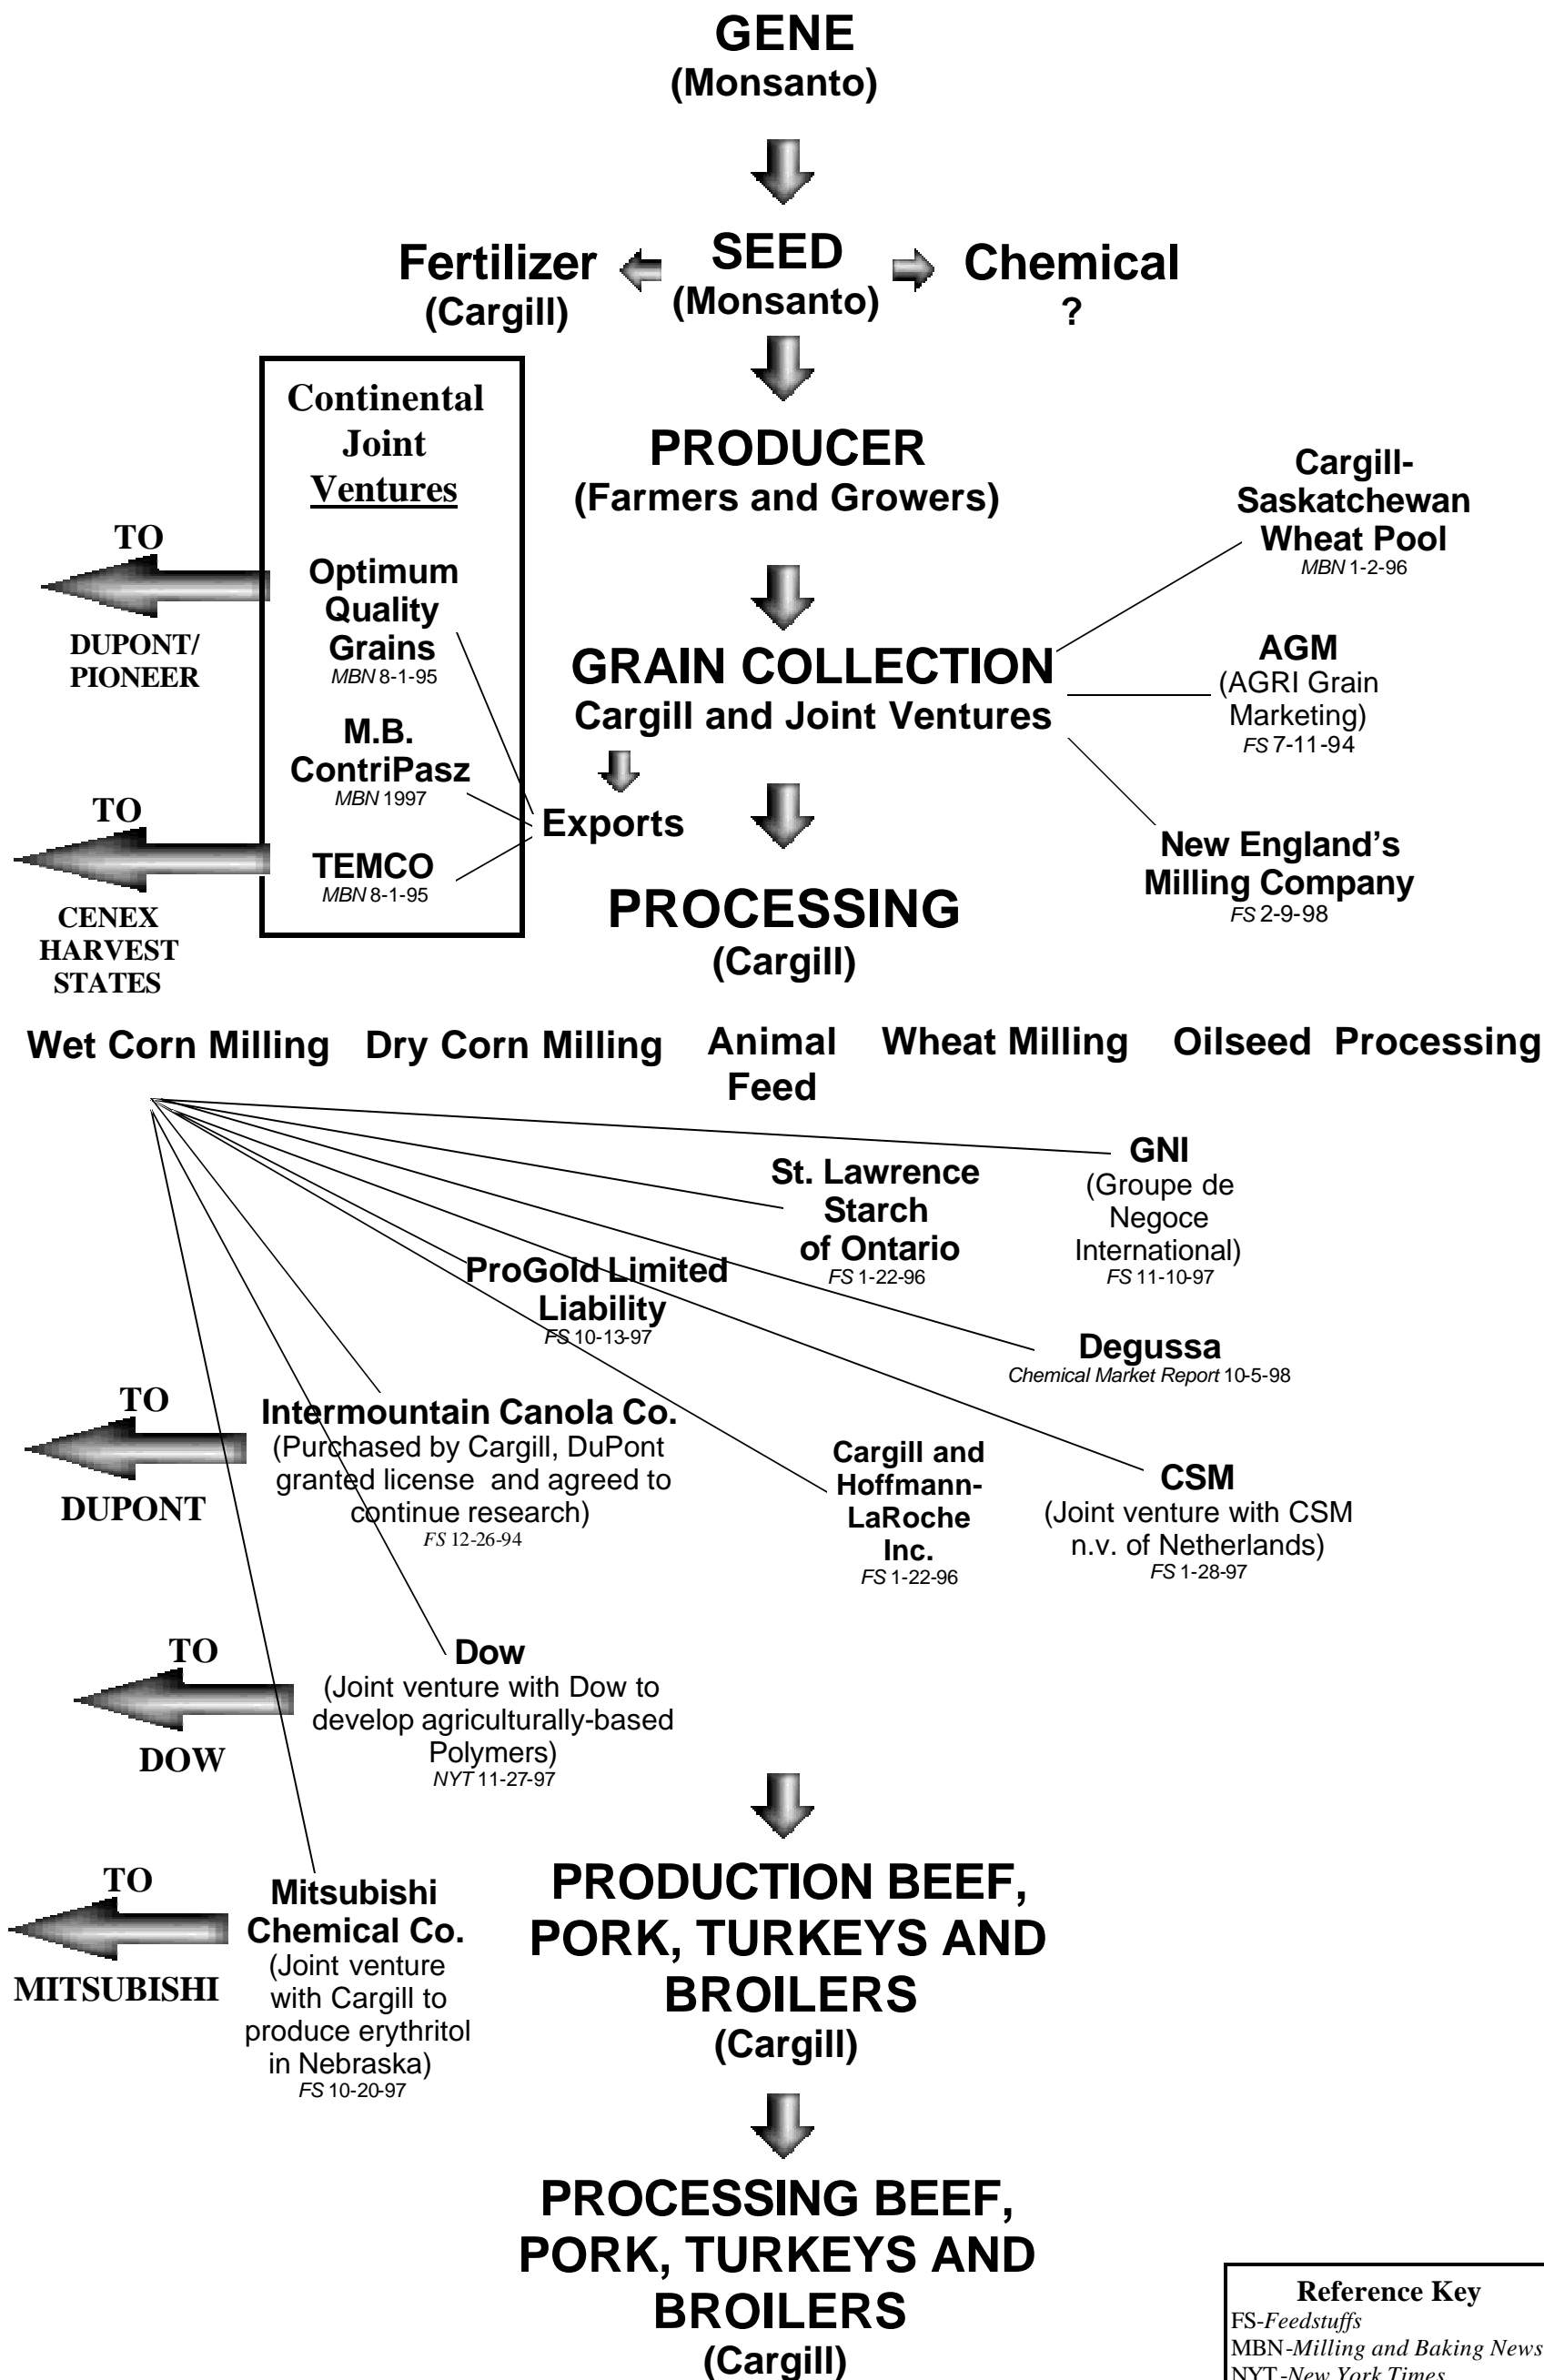 GENE
(Monsanto)
Fertilizer
(Cargill)
SEED
(Monsanto)
Chemical
?
Continental
Joint
Ventures
Optimum
Quality
Grains
MBN 8-1-95
M.B.
ContriPasz
MBN 1997
TEMCO
MBN 8-1-95
TO
DUPONT/
PIONEER
TO
CENEX
HARVEST
STATES
PRODUCER
(Farmers and Growers)
GRAIN COLLECTION
Cargill and Joint Ventures
Exports
Cargill-
Saskatchewan
Wheat Pool
MBN 1-2-96
AGM
(AGRI Grain
Marketing)
FS 7-11-94
New England’s
Milling Company
FS 2-9-98
PROCESSING
(Cargill)
Wet Corn Milling
Dry Corn Milling
Animal
Feed
Wheat Milling
Oilseed Processing
GNI
(Groupe de
Negoce
International)
FS 11-10-97
St. Lawrence
Starch
of Ontario
FS 1-22-96
ProGold Limited
Liability
FS 10-13-97
Degussa
Chemical Market Report 10-5-98
TO
DUPONT
Intermountain Canola Co.
(Purchased by Cargill, DuPont
granted license and agreed to
continue research)
FS 12-26-94
Cargill and
Hoffmann-
LaRoche
Inc.
FS 1-22-96
CSM
(Joint venture with CSM
n.v. of Netherlands)
FS 1-28-97
TO
DOW
Dow
(Joint venture with Dow to
develop agriculturally-based
Polymers)
NYT 11-27-97
TO
MITSUBISHI
Mitsubishi
Chemical Co.
(Joint venture
with Cargill to
produce erythritol
in Nebraska)
FS 10-20-97
PRODUCTION BEEF,
PORK, TURKEYS AND
BROILERS
(Cargill)
PROCESSING BEEF,
PORK, TURKEYS AND
BROILERS
(Cargill)
Reference Key
FS-Feedstuffs
MBN-Milling and Baking News
NYT-New York Times